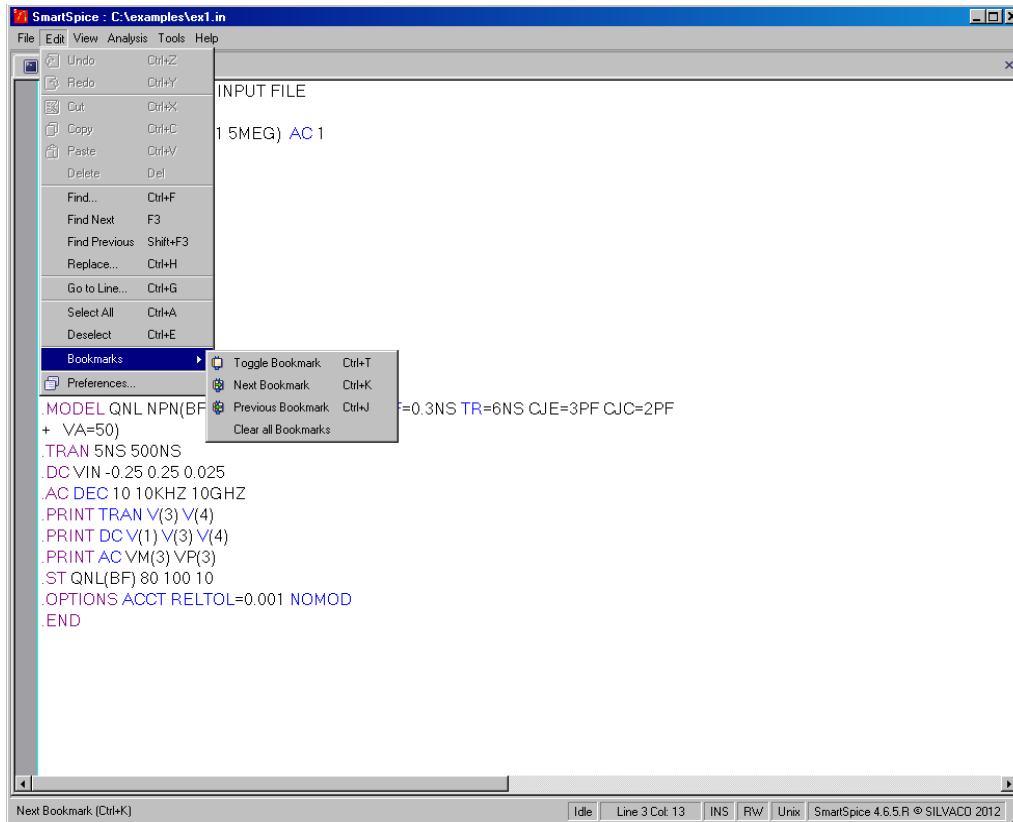 SmartSpice : C:\examples\ex1.in
File Edit View Analysis Tools Help
Undo Ctrl+Z
Redo Ctrl+Y
Cut Ctrl+X
Copy Ctrl+C
Paste Ctrl+V
Delete Del
Find... Ctrl+F
Find Next F3
Find Previous Shift+F3
Replace... Ctrl+H
Go to Line... Ctrl+G
Select All Ctrl+A
Deselect Ctrl+E
Bookmarks
Preferences...
Toggle Bookmark Ctrl+T
Next Bookmark Ctrl+K
Previous Bookmark Ctrl+J
Clear all Bookmarks
INPUT FILE
1 5MEG) AC 1
.MODEL QNL NPN(BF =0.3NS TR=6NS CJE=3PF CJC=2PF
+ VA=50)
.TRAN 5NS 500NS
.DC VIN -0.25 0.25 0.025
.AC DEC 10 10KHZ 10GHZ
.PRINT TRAN V(3) V(4)
.PRINT DC V(1) V(3) V(4)
.PRINT AC VM(3) VP(3)
.ST QNL(BF) 80 100 10
.OPTIONS ACCT RELTOL=0.001 NOMOD
.END
Next Bookmark (Ctrl+K) Idle Line 3 Col: 13 INS RW Unix SmartSpice 4.6.5.R © SILVACO 2012